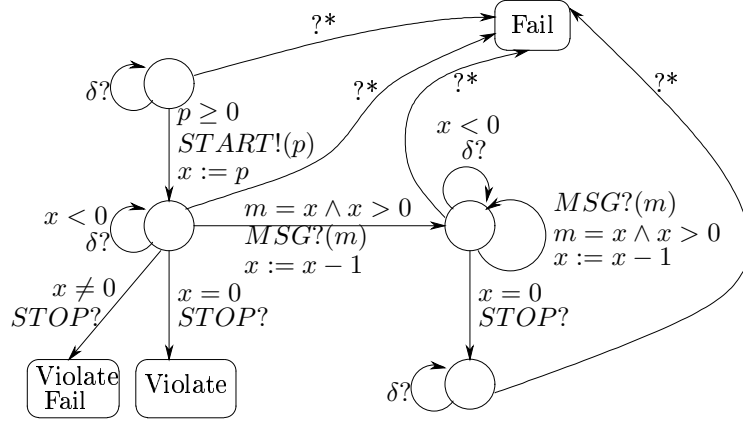 ?*
Fail
δ?
?*
?*
?*
p ≥ 0
START!(p)
x := p
x < 0
δ?
x < 0
δ?
m = x ∧ x > 0
MSG?(m)
x := x − 1
MSG?(m)
m = x ∧ x > 0
x := x − 1
x ≠ 0
STOP?
x = 0
STOP?
x = 0
STOP?
Violate
Fail
Violate
δ?